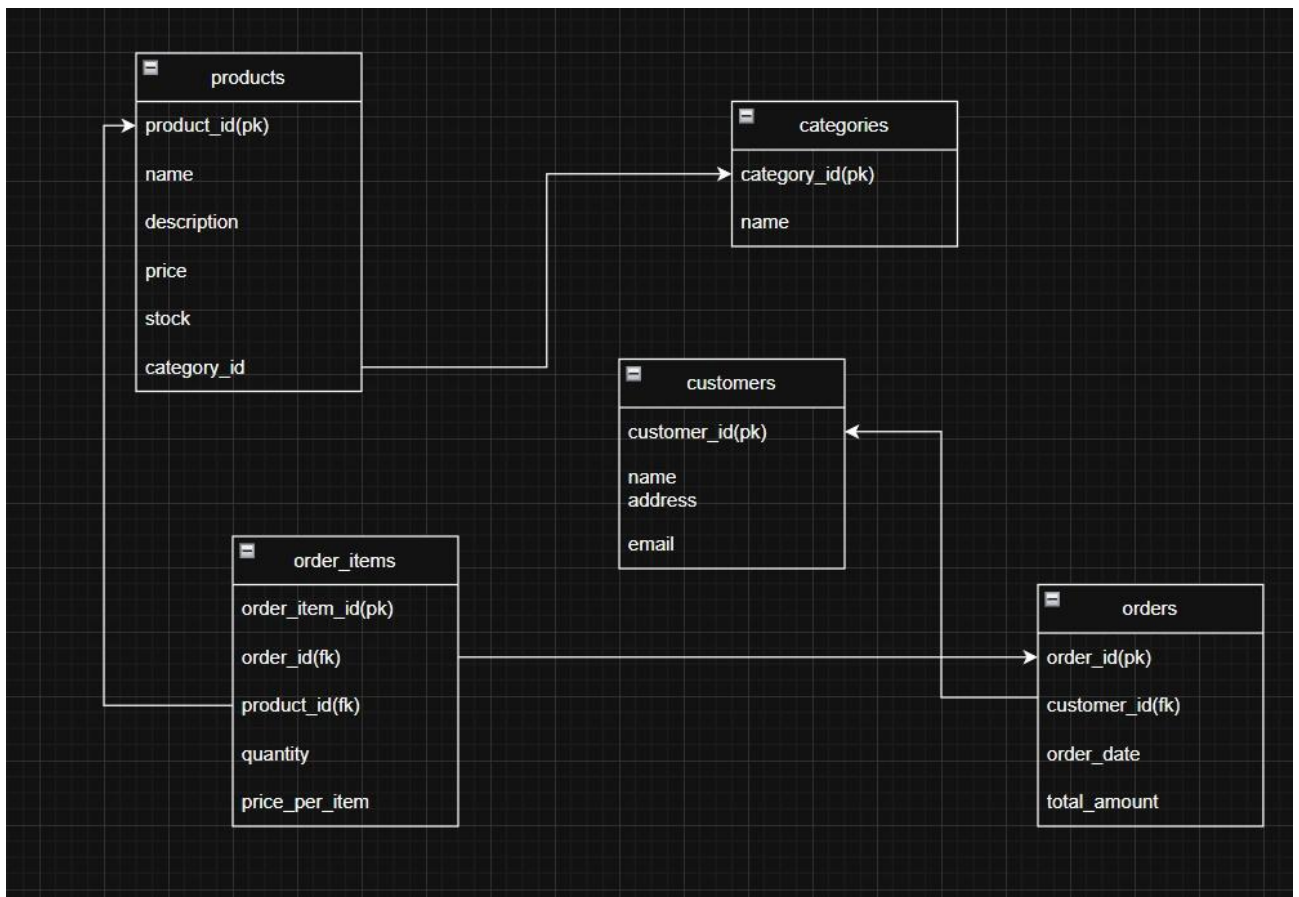 products
product_id(pk)
name
description
price
stock
category_id
categories
category_id(pk)
name
customers
customer_id(pk)
name
address
email
order_items
order_item_id(pk)
order_id(fk)
product_id(fk)
quantity
price_per_item
orders
order_id(pk)
customer_id(fk)
order_date
total_amount